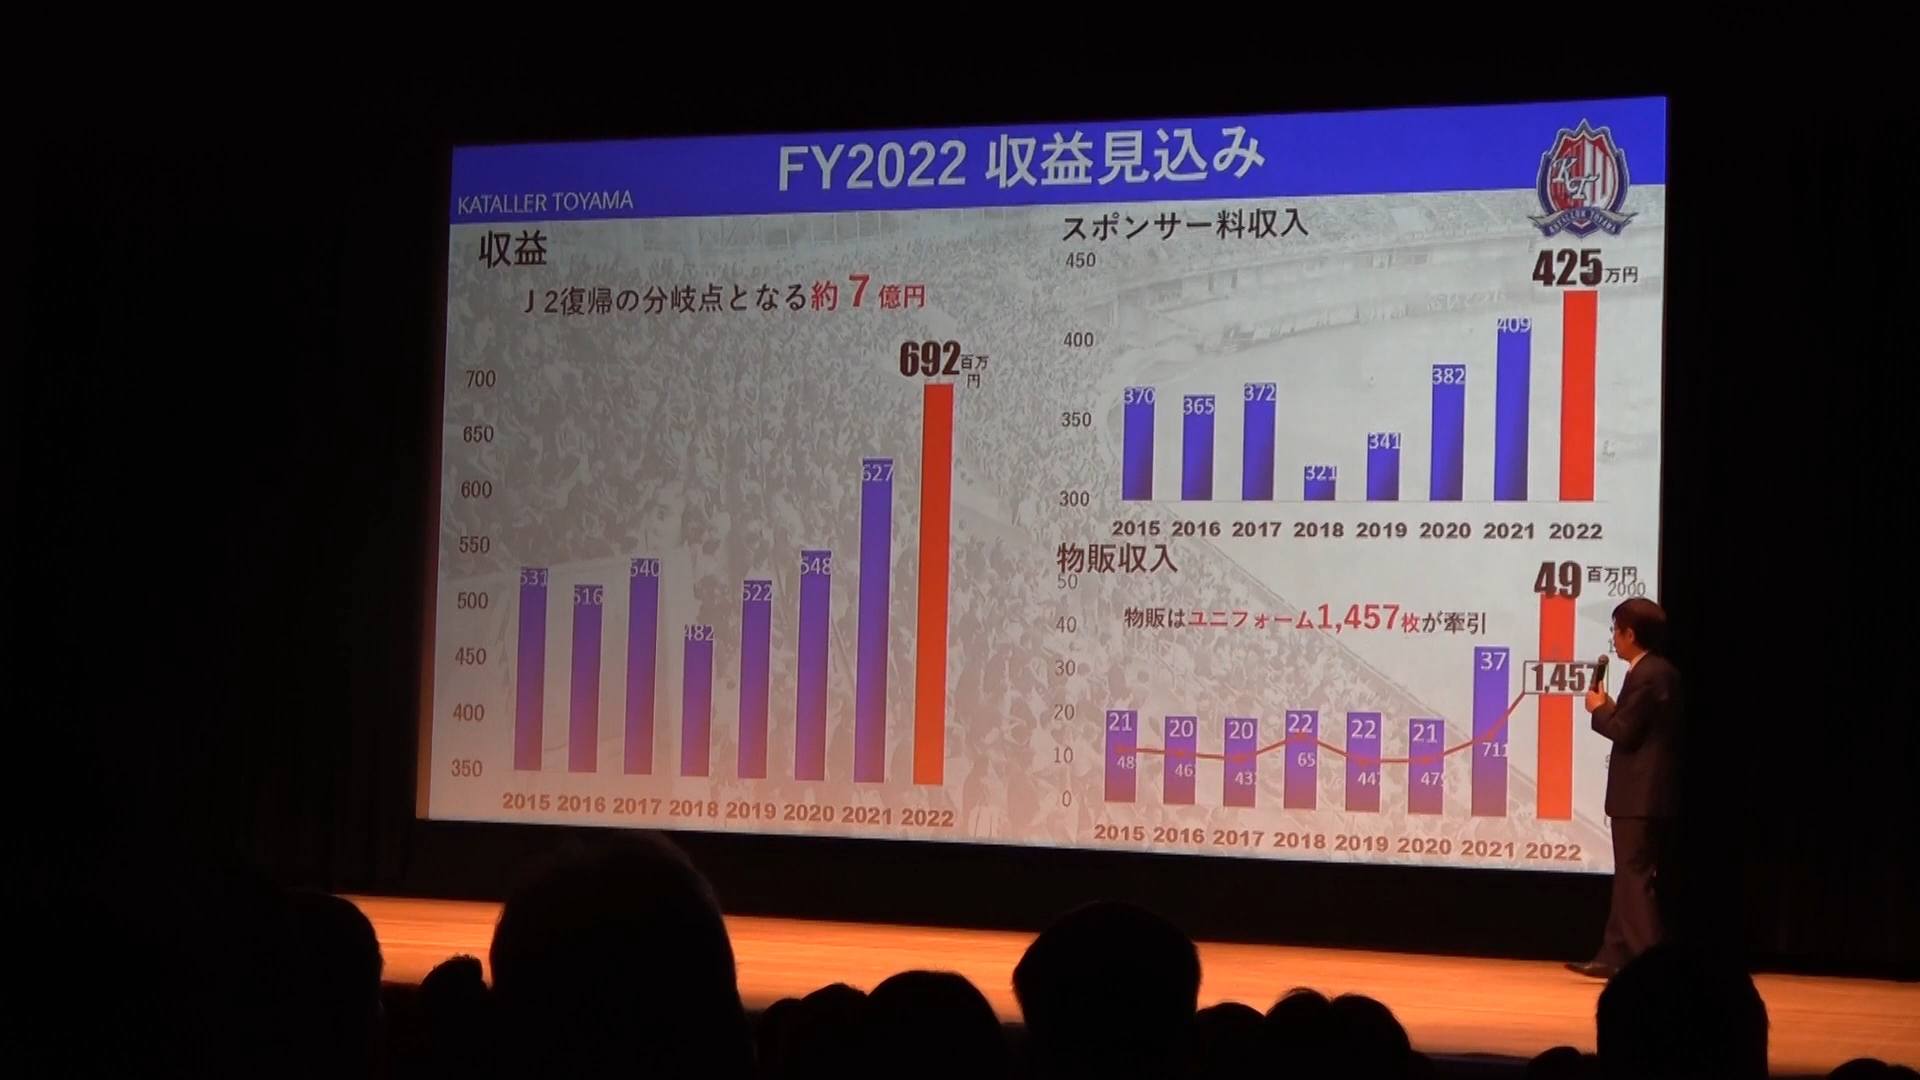 FY2022 収益見込み
KATALLER TOYAMA
KT
収益
J2復帰の分岐点となる約7億円
692百万円
700
650
600
550
500
450
400
350
531 516 540 482 522 548 627
2015 2016 2017 2018 2019 2020 2021 2022
スポンサー料収入
425万円
450
400
350
300
370 365 372 321 341 382 409
2015 2016 2017 2018 2019 2020 2021 2022
物販収入
49百万円
2000
物販はユニフォーム1,457枚が牽引
50
40
30
20
10
0
21 20 20 22 22 21 37
1,457
711
2015 2016 2017 2018 2019 2020 2021 2022